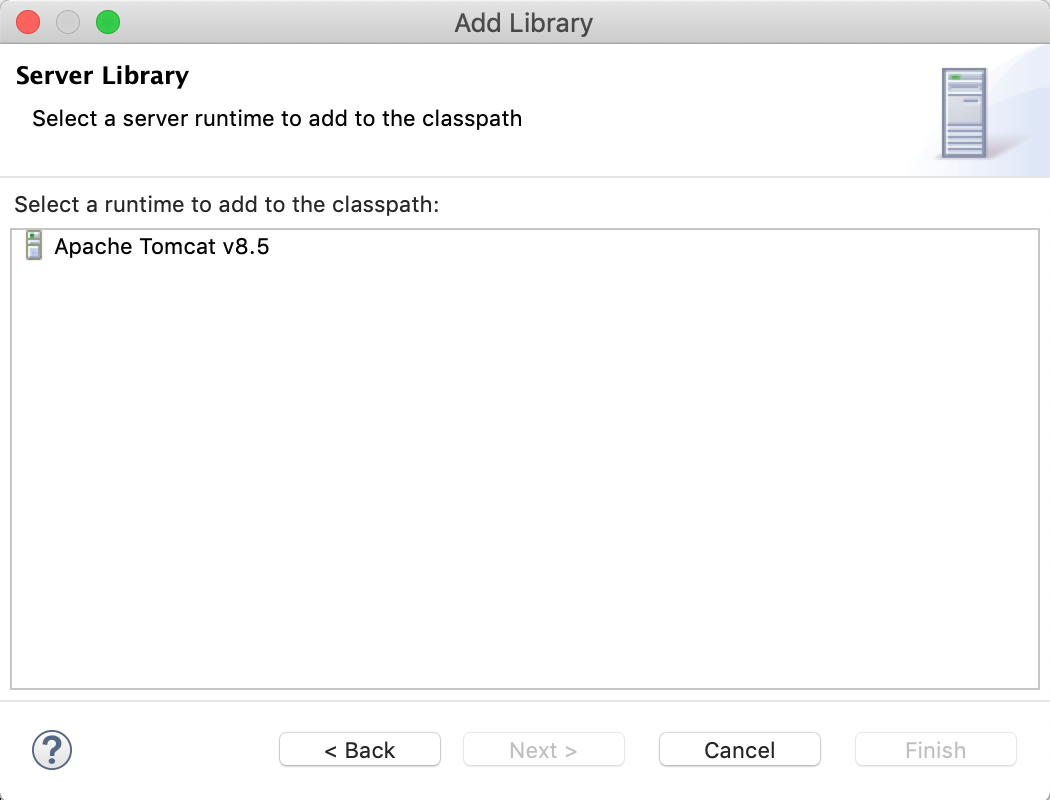 Add Library
Server Library
Select a server runtime to add to the classpath
Select a runtime to add to the classpath:
Apache Tomcat v8.5
?
< Back
Next >
Cancel
Finish